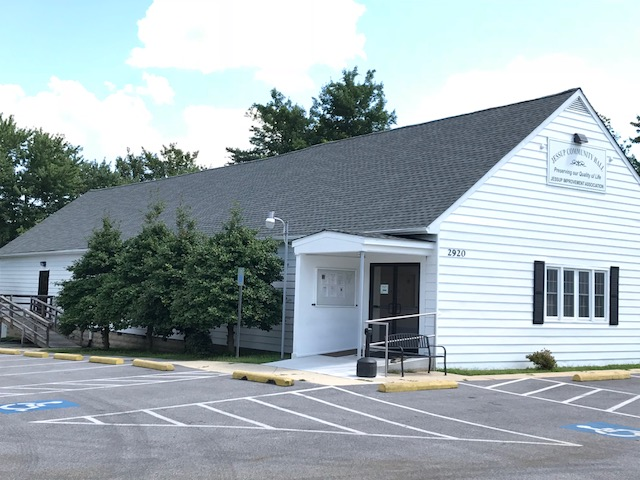 JESSUP COMMUNITY HALL
Preserving our Quality of Life
JESSUP IMPROVEMENT ASSOCIATION
2920